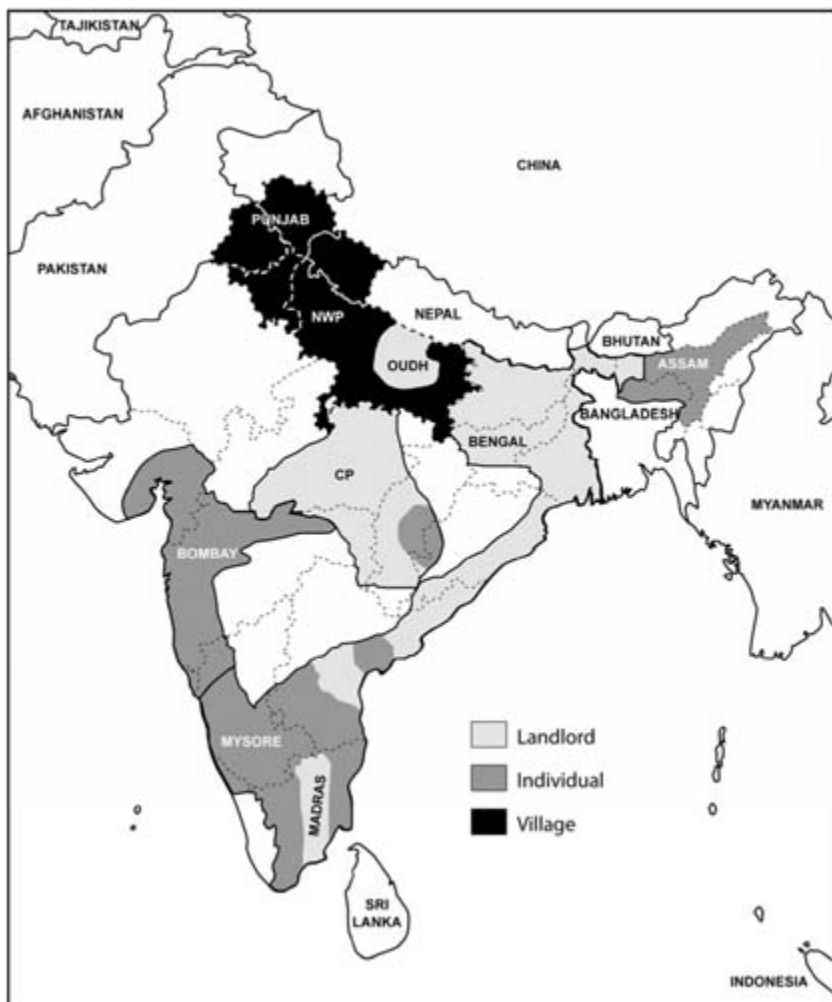 TAJIKISTAN
AFGHANISTAN
CHINA
PUNJAB
PAKISTAN
NWP
NEPAL
BHUTAN
OUDH
ASSAM
BANGLADESH
BENGAL
CP
MYANMAR
BOMBAY
MYSORE
Landlord
Individual
MADRAS
Village
SRI
LANKA
INDONESIA